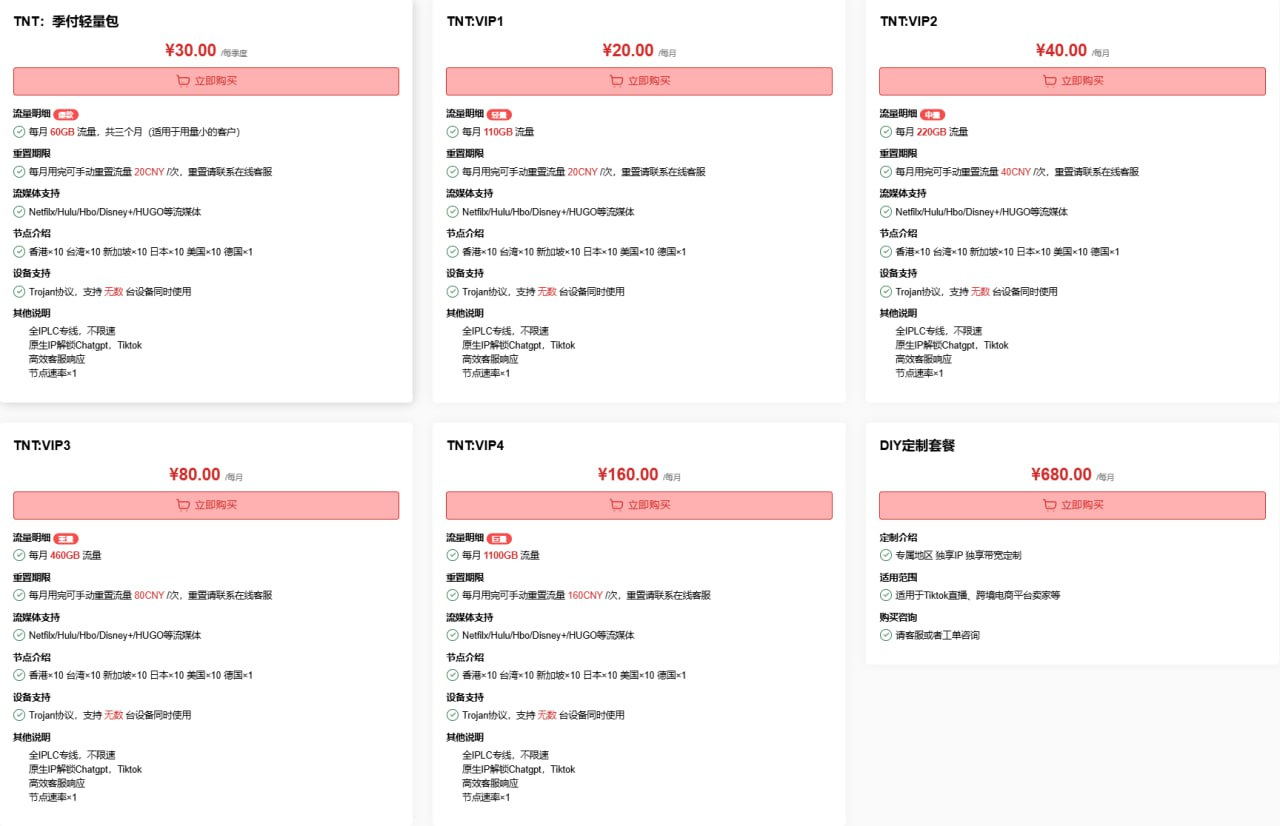 TNT：季付轻量包
¥30.00 /每季度
立即购买
流量明细 爆款
每月 60GB 流量，共三个月（适用于用量小的客户）
重置期限
每月用完可手动重置流量 20CNY /次，重置请联系在线客服
流媒体支持
Netfilx/Hulu/Hbo/Disney+/HUGO等流媒体
节点介绍
香港×10 台湾×10 新加坡×10 日本×10 美国×10 德国×1
设备支持
Trojan协议，支持 无数 台设备同时使用
其他说明
全IPLC专线，不限速
原生IP解锁Chatgpt，Tiktok
高效客服响应
节点速率×1
TNT:VIP1
¥20.00 /每月
立即购买
流量明细 轻量
每月 110GB 流量
重置期限
每月用完可手动重置流量 20CNY /次，重置请联系在线客服
流媒体支持
Netfilx/Hulu/Hbo/Disney+/HUGO等流媒体
节点介绍
香港×10 台湾×10 新加坡×10 日本×10 美国×10 德国×1
设备支持
Trojan协议，支持 无数 台设备同时使用
其他说明
全IPLC专线，不限速
原生IP解锁Chatgpt，Tiktok
高效客服响应
节点速率×1
TNT:VIP2
¥40.00 /每月
立即购买
流量明细 中量
每月 220GB 流量
重置期限
每月用完可手动重置流量 40CNY /次，重置请联系在线客服
流媒体支持
Netfilx/Hulu/Hbo/Disney+/HUGO等流媒体
节点介绍
香港×10 台湾×10 新加坡×10 日本×10 美国×10 德国×1
设备支持
Trojan协议，支持 无数 台设备同时使用
其他说明
全IPLC专线，不限速
原生IP解锁Chatgpt，Tiktok
高效客服响应
节点速率×1
TNT:VIP3
¥80.00 /每月
立即购买
流量明细
每月 460GB 流量
重置期限
每月用完可手动重置流量 80CNY /次，重置请联系在线客服
流媒体支持
Netfilx/Hulu/Hbo/Disney+/HUGO等流媒体
节点介绍
香港×10 台湾×10 新加坡×10 日本×10 美国×10 德国×1
设备支持
Trojan协议，支持 无数 台设备同时使用
其他说明
全IPLC专线，不限速
原生IP解锁Chatgpt，Tiktok
高效客服响应
节点速率×1
TNT:VIP4
¥160.00 /每月
立即购买
流量明细 巨量
每月 1100GB 流量
重置期限
每月用完可手动重置流量 160CNY /次，重置请联系在线客服
流媒体支持
Netfilx/Hulu/Hbo/Disney+/HUGO等流媒体
节点介绍
香港×10 台湾×10 新加坡×10 日本×10 美国×10 德国×1
设备支持
Trojan协议，支持 无数 台设备同时使用
其他说明
全IPLC专线，不限速
原生IP解锁Chatgpt，Tiktok
高效客服响应
节点速率×1
DIY定制套餐
¥680.00 /每月
立即购买
定制介绍
专属地区 独享IP 独享带宽定制
适用范围
适用于Tiktok直播、跨境电商平台卖家等
购买咨询
请客服或者工单咨询